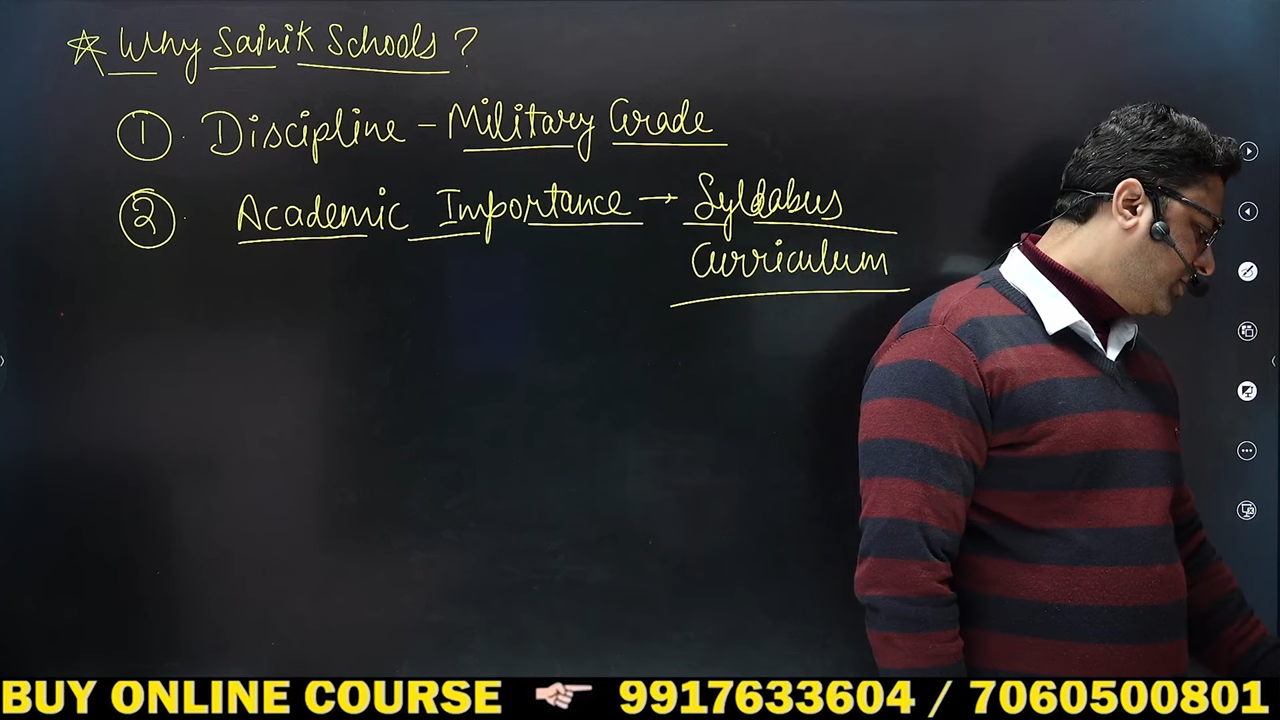 ☆ Why Sainik Schools ?
① Discipline - Military Grade
② Academic Importance → Syllabus
Curriculum
BUY ONLINE COURSE 👉 9917633604 / 7060500801